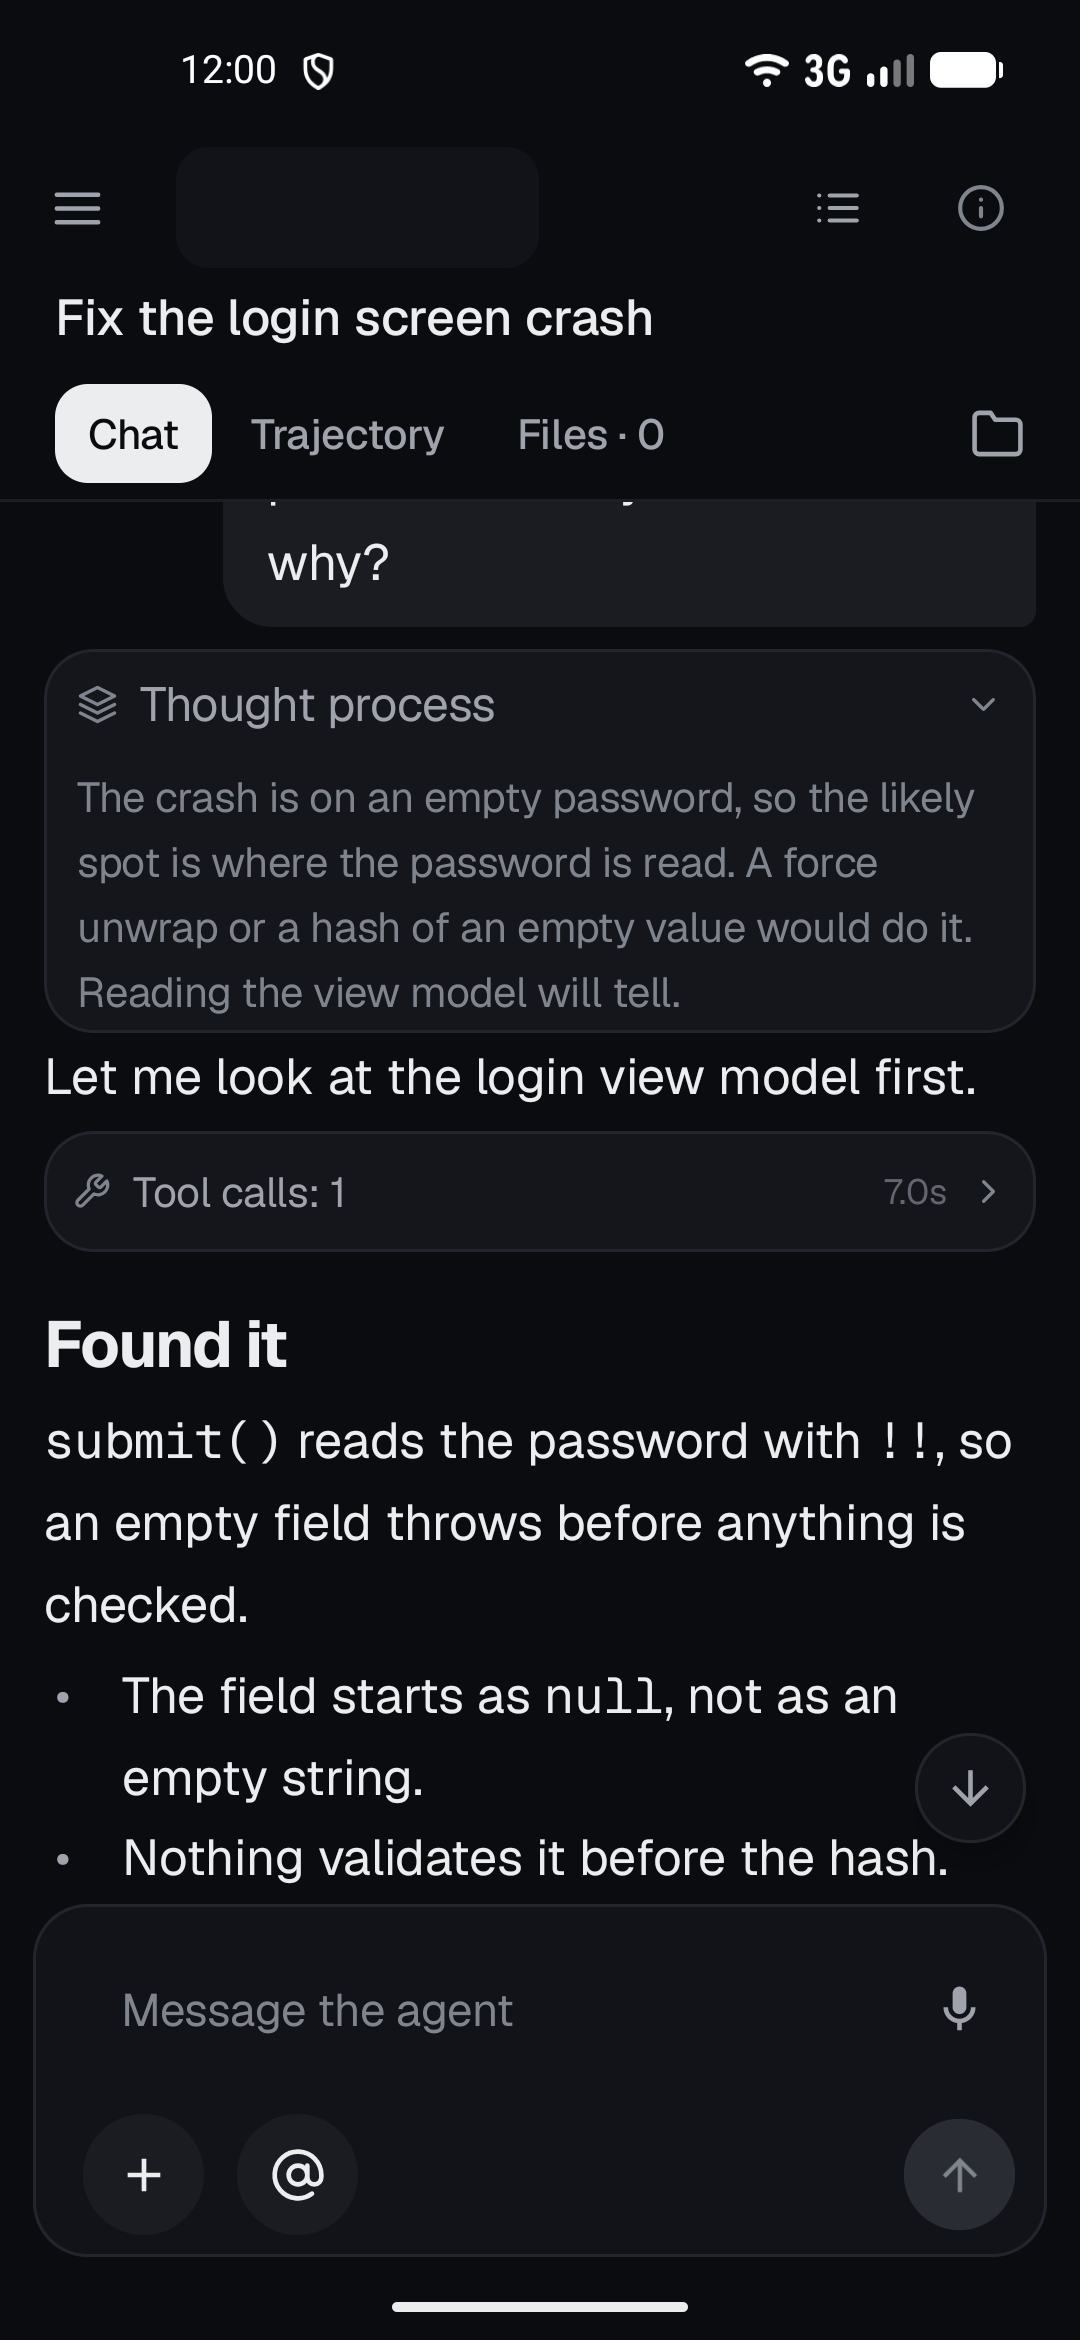 12:00
3G
Fix the login screen crash
Chat
Trajectory
Files · 0
why?
Thought process
The crash is on an empty password, so the likely
spot is where the password is read. A force
unwrap or a hash of an empty value would do it.
Reading the view model will tell.
Let me look at the login view model first.
Tool calls: 1
7.0s
Found it
submit() reads the password with !!, so
an empty field throws before anything is
checked.
• The field starts as null, not as an
empty string.
• Nothing validates it before the hash.
Message the agent